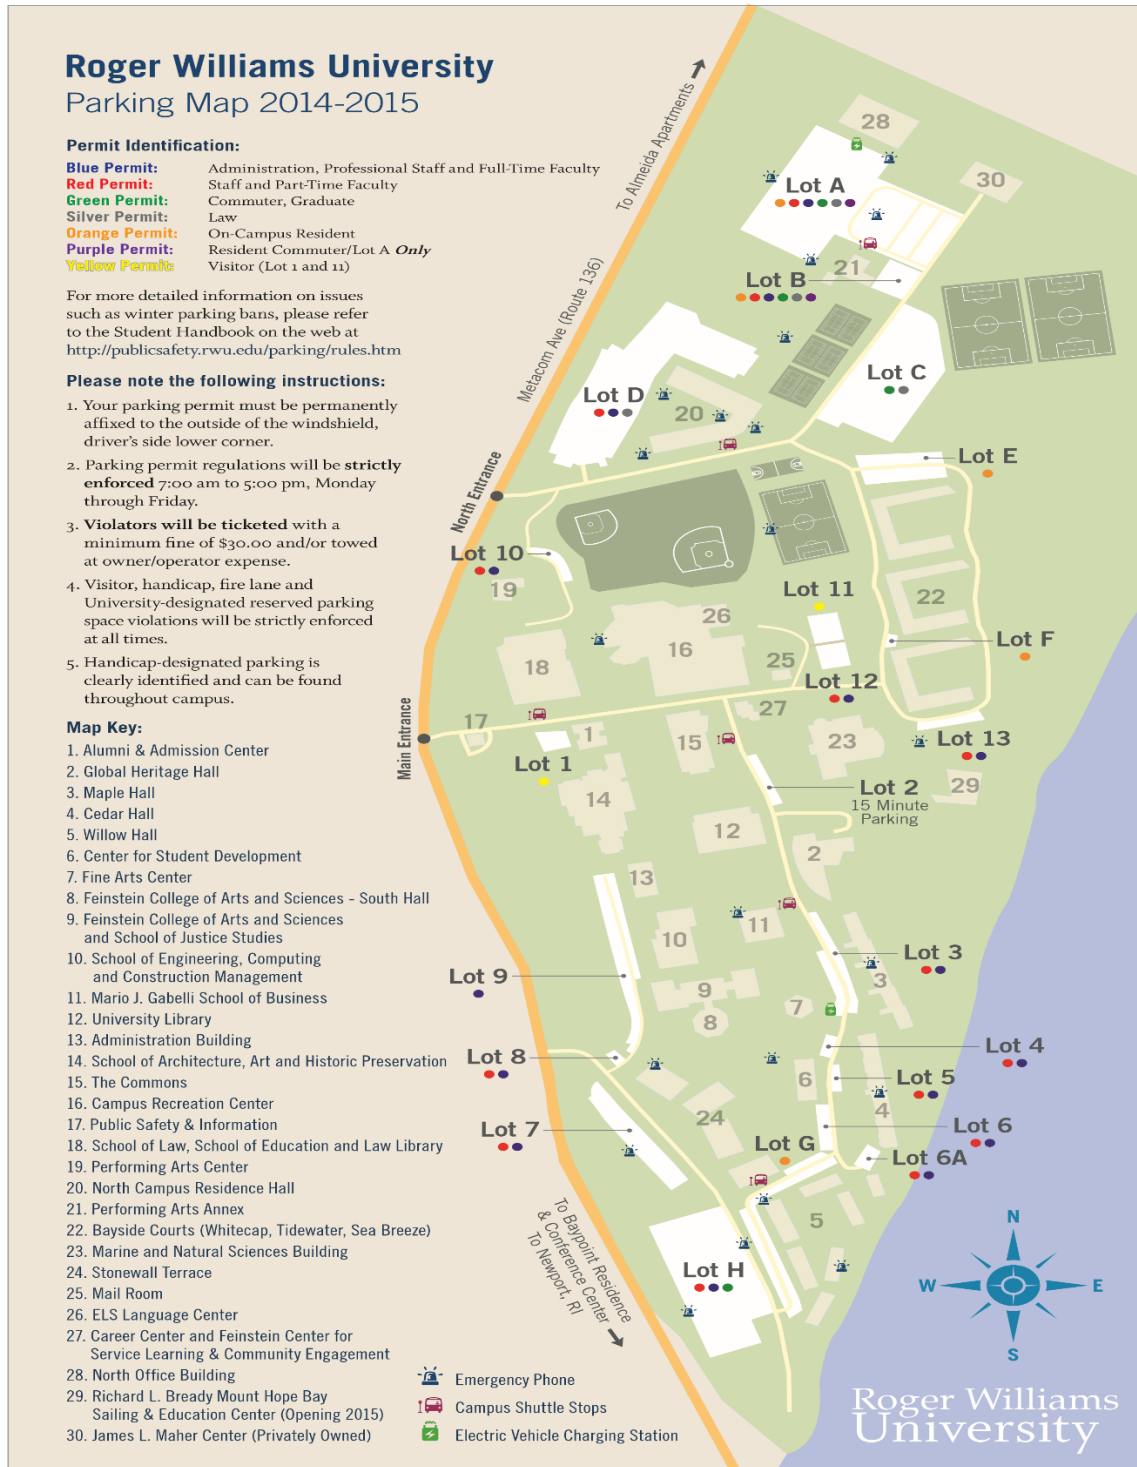 Roger Williams University
Parking Map 2014-2015
Permit Identification:
Blue Permit: Administration, Professional Staff and Full-Time Faculty
Red Permit: Staff and Part-Time Faculty
Green Permit: Commuter, Graduate
Silver Permit: Law
Orange Permit: On-Campus Resident
Purple Permit: Resident Commuter/Lot A Only
Yellow Permit: Visitor (Lot 1 and 11)
For more detailed information on issues
such as winter parking bans, please refer
to the Student Handbook on the web at
http://publicsafety.rwu.edu/parking/rules.htm
Please note the following instructions:
1. Your parking permit must be permanently
affixed to the outside of the windshield,
driver's side lower corner.
2. Parking permit regulations will be strictly
enforced 7:00 am to 5:00 pm, Monday
through Friday.
3. Violators will be ticketed with a
minimum fine of $30.00 and/or towed
at owner/operator expense.
4. Visitor, handicap, fire lane and
University-designated reserved parking
space violations will be strictly enforced
at all times.
5. Handicap-designated parking is
clearly identified and can be found
throughout campus.
Map Key:
1. Alumni & Admission Center
2. Global Heritage Hall
3. Maple Hall
4. Cedar Hall
5. Willow Hall
6. Center for Student Development
7. Fine Arts Center
8. Feinstein College of Arts and Sciences - South Hall
9. Feinstein College of Arts and Sciences
and School of Justice Studies
10. School of Engineering, Computing
and Construction Management
11. Mario J. Gabelli School of Business
12. University Library
13. Administration Building
14. School of Architecture, Art and Historic Preservation
15. The Commons
16. Campus Recreation Center
17. Public Safety & Information
18. School of Law, School of Education and Law Library
19. Performing Arts Center
20. North Campus Residence Hall
21. Performing Arts Annex
22. Bayside Courts (Whitecap, Tidewater, Sea Breeze)
23. Marine and Natural Sciences Building
24. Stonewall Terrace
25. Mail Room
26. ELS Language Center
27. Career Center and Feinstein Center for
Service Learning & Community Engagement
28. North Office Building
29. Richard L. Bready Mount Hope Bay
Sailing & Education Center (Opening 2015)
30. James L. Maher Center (Privately Owned)
To Almeida Apartments
Metacom Ave (Route 136)
North Entrance
Main Entrance
28
Lot A
30
21
Lot B
Lot C
Lot D
20
Lot E
Lot 10
19
Lot 11
22
26
16
18
25
Lot F
Lot 12
27
17
1
15
23
Lot 13
Lot 1
14
Lot 2
15 Minute
Parking
29
12
2
13
11
10
Lot 3
3
Lot 9
9
7
8
Lot 4
Lot 8
6
Lot 5
4
24
Lot 7
Lot 6
Lot G
Lot 6A
5
Lot H
To Baypoint Residence
& Conference Center
To Newport, RI
N
W
E
S
Emergency Phone
Campus Shuttle Stops
Electric Vehicle Charging Station
Roger Williams
University